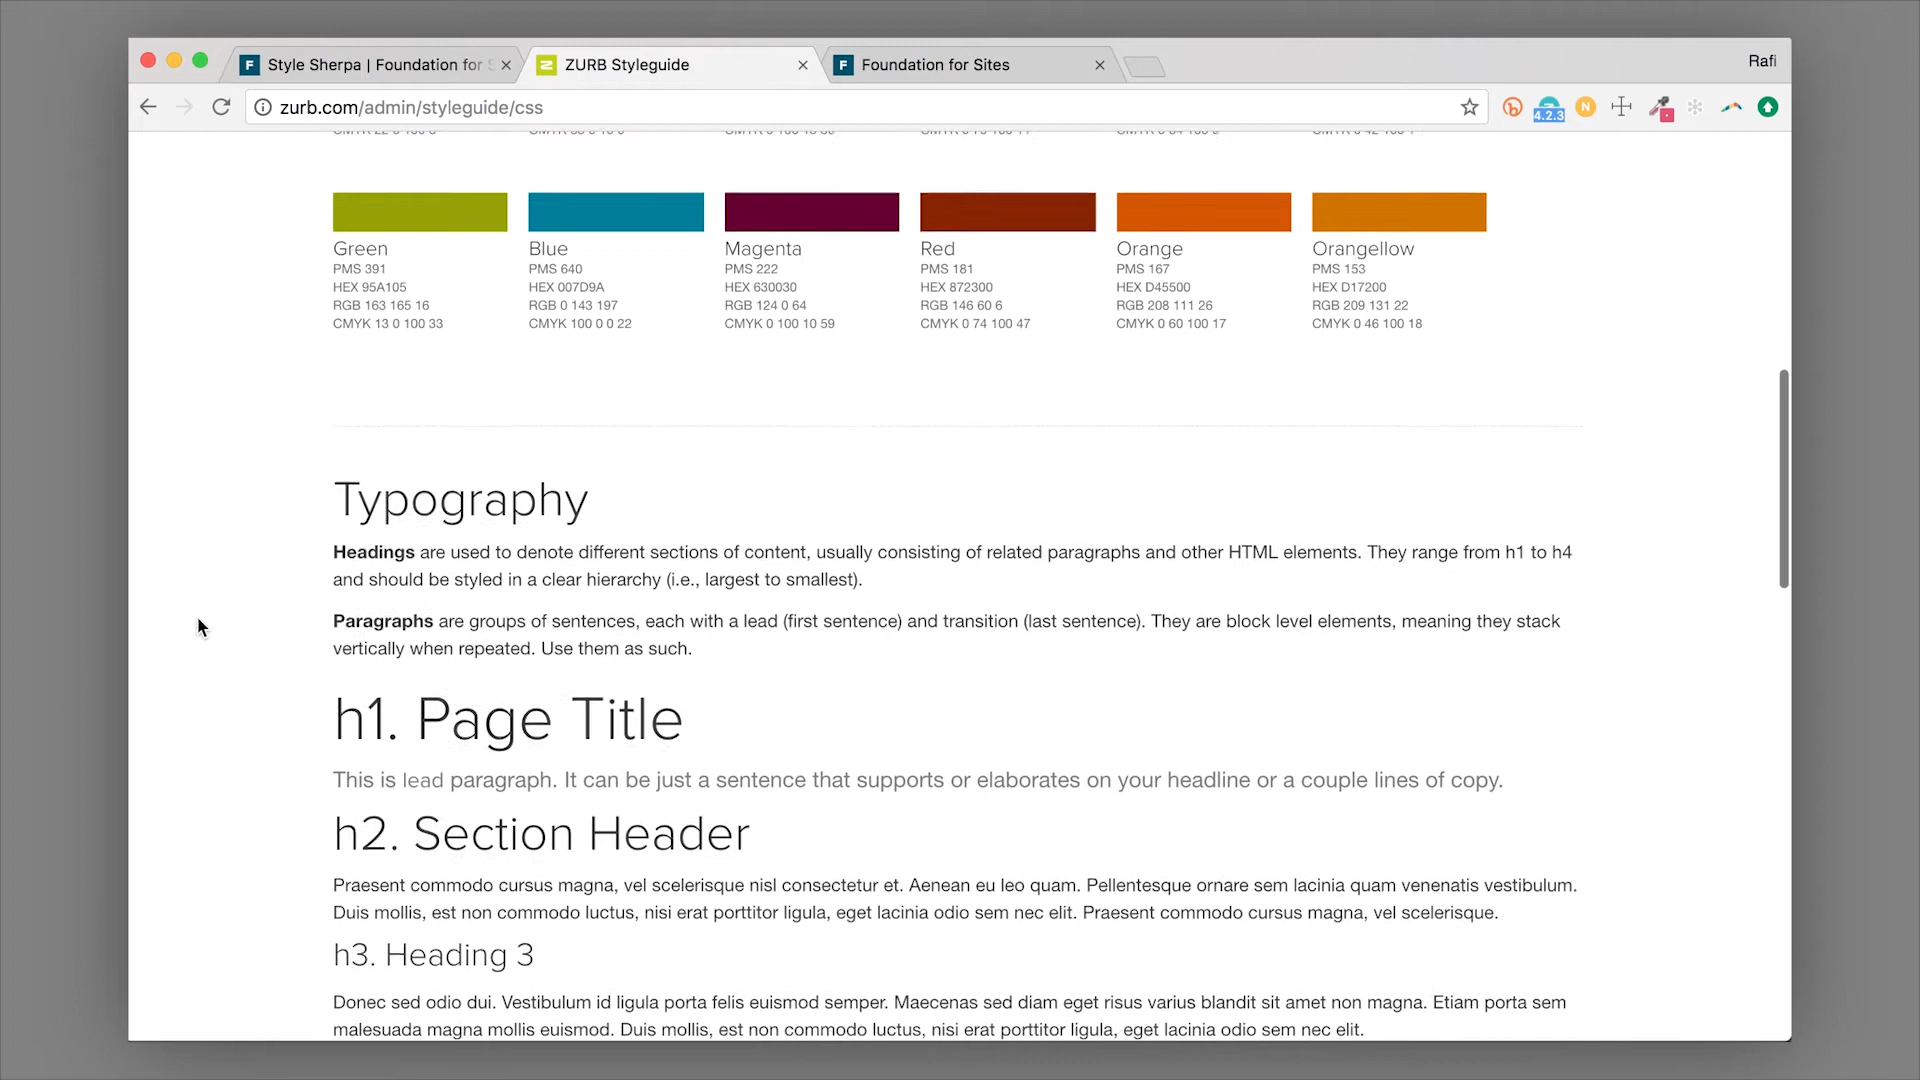 Style Sherpa | Foundation for S
ZURB Styleguide
Foundation for Sites
Rafi
zurb.com/admin/styleguide/css
4.2.3
N
Green
PMS 391
HEX 95A105
RGB 163 165 16
CMYK 13 0 100 33
Blue
PMS 640
HEX 007D9A
RGB 0 143 197
CMYK 100 0 0 22
Magenta
PMS 222
HEX 630030
RGB 124 0 64
CMYK 0 100 10 59
Red
PMS 181
HEX 872300
RGB 146 60 6
CMYK 0 74 100 47
Orange
PMS 167
HEX D45500
RGB 208 111 26
CMYK 0 60 100 17
Orangellow
PMS 153
HEX D17200
RGB 209 131 22
CMYK 0 46 100 18
Typography
Headings are used to denote different sections of content, usually consisting of related paragraphs and other HTML elements. They range from h1 to h4
and should be styled in a clear hierarchy (i.e., largest to smallest).
Paragraphs are groups of sentences, each with a lead (first sentence) and transition (last sentence). They are block level elements, meaning they stack
vertically when repeated. Use them as such.
h1. Page Title
This is lead paragraph. It can be just a sentence that supports or elaborates on your headline or a couple lines of copy.
h2. Section Header
Praesent commodo cursus magna, vel scelerisque nisl consectetur et. Aenean eu leo quam. Pellentesque ornare sem lacinia quam venenatis vestibulum.
Duis mollis, est non commodo luctus, nisi erat porttitor ligula, eget lacinia odio sem nec elit. Praesent commodo cursus magna, vel scelerisque.
h3. Heading 3
Donec sed odio dui. Vestibulum id ligula porta felis euismod semper. Maecenas sed diam eget risus varius blandit sit amet non magna. Etiam porta sem
malesuada magna mollis euismod. Duis mollis, est non commodo luctus, nisi erat porttitor ligula, eget lacinia odio sem nec elit.